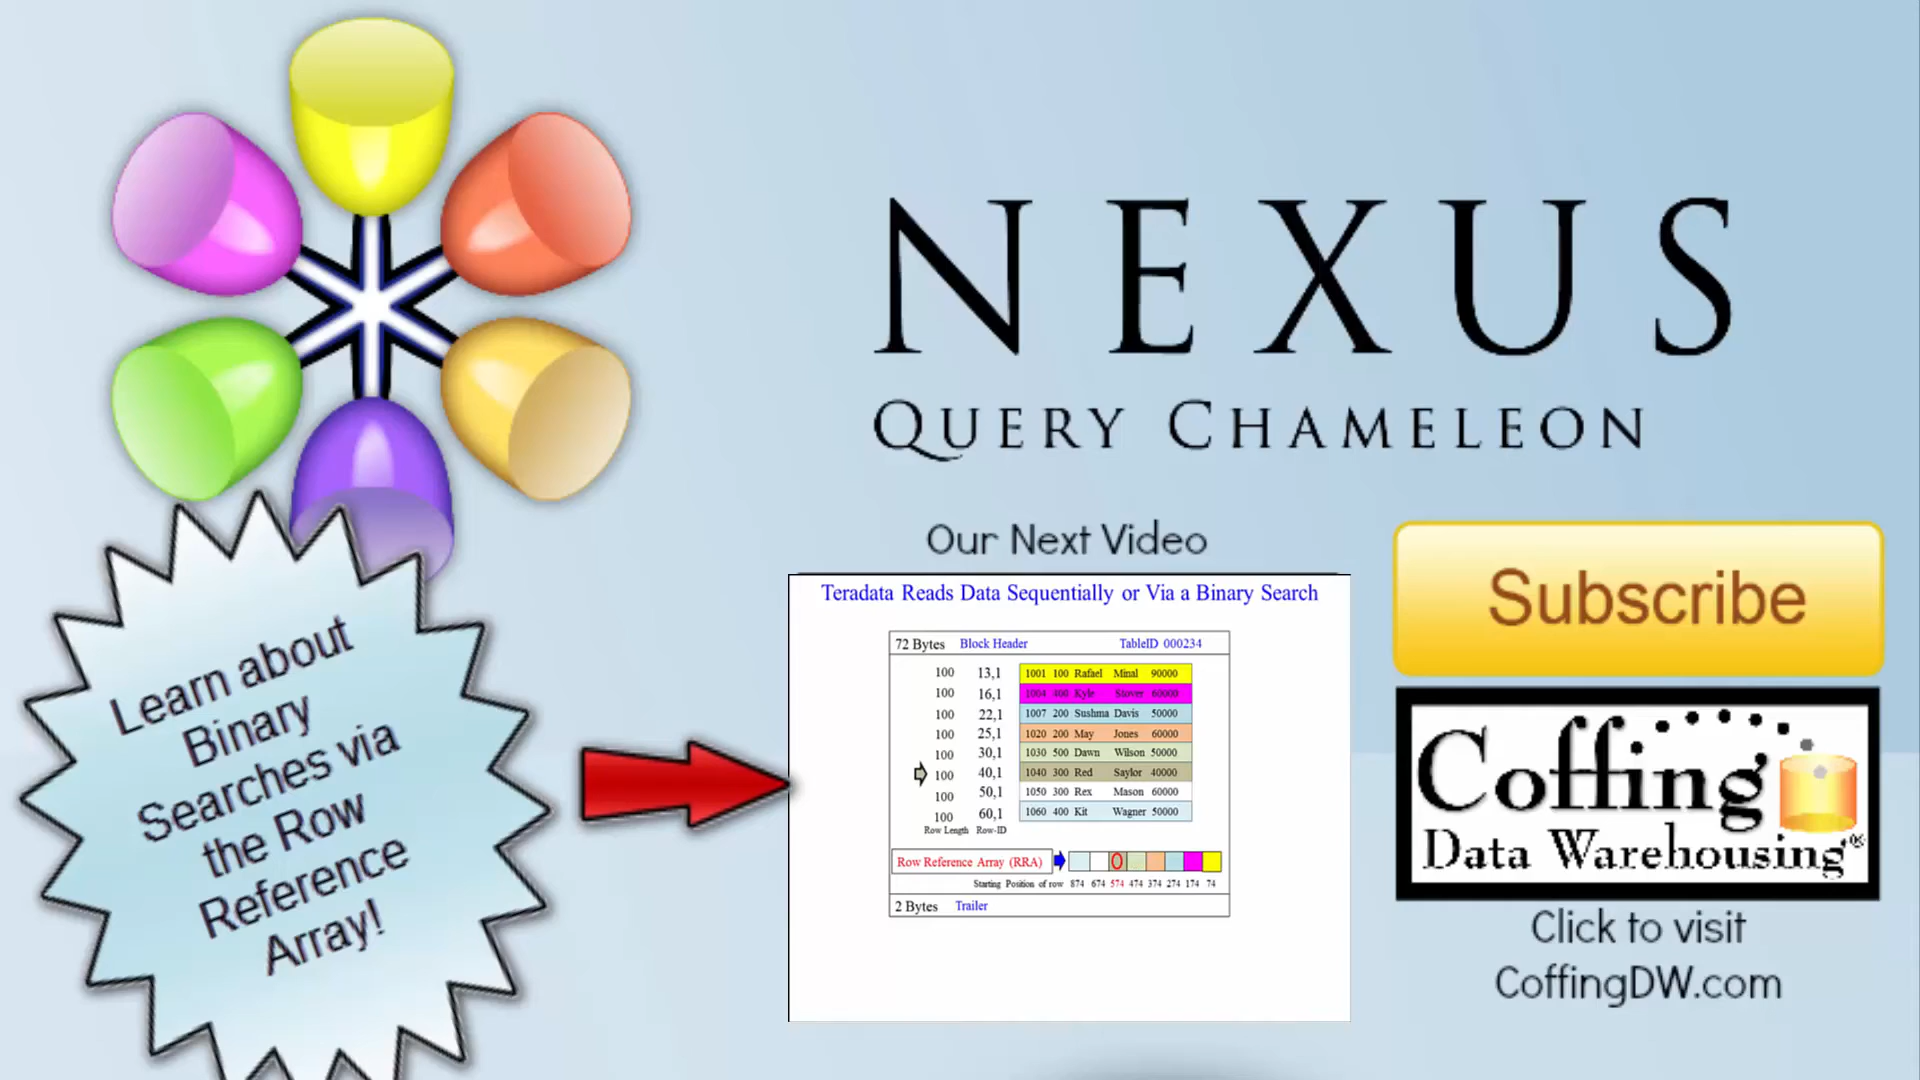 NEXUS
QUERY CHAMELEON
Learn about
Binary
Searches via
the Row
Reference
Array!
Our Next Video
Teradata Reads Data Sequentially or Via a Binary Search
72 Bytes Block Header TableID 000234
100 13,1 1001 100 Rafael Minal 90000
100 16,1 1004 400 Kyle Stover 60000
100 22,1 1007 200 Sushma Davis 50000
100 25,1 1020 200 May Jones 60000
100 30,1 1030 500 Dawn Wilson 50000
100 40,1 1040 300 Red Saylor 40000
100 50,1 1050 300 Rex Mason 60000
100 60,1 1060 400 Kit Wagner 50000
Row Length Row-ID
Row Reference Array (RRA)
Starting Position of row 874 674 574 474 374 274 174 74
2 Bytes Trailer
Subscribe
Coffing
Data Warehousing®
Click to visit
CoffingDW.com